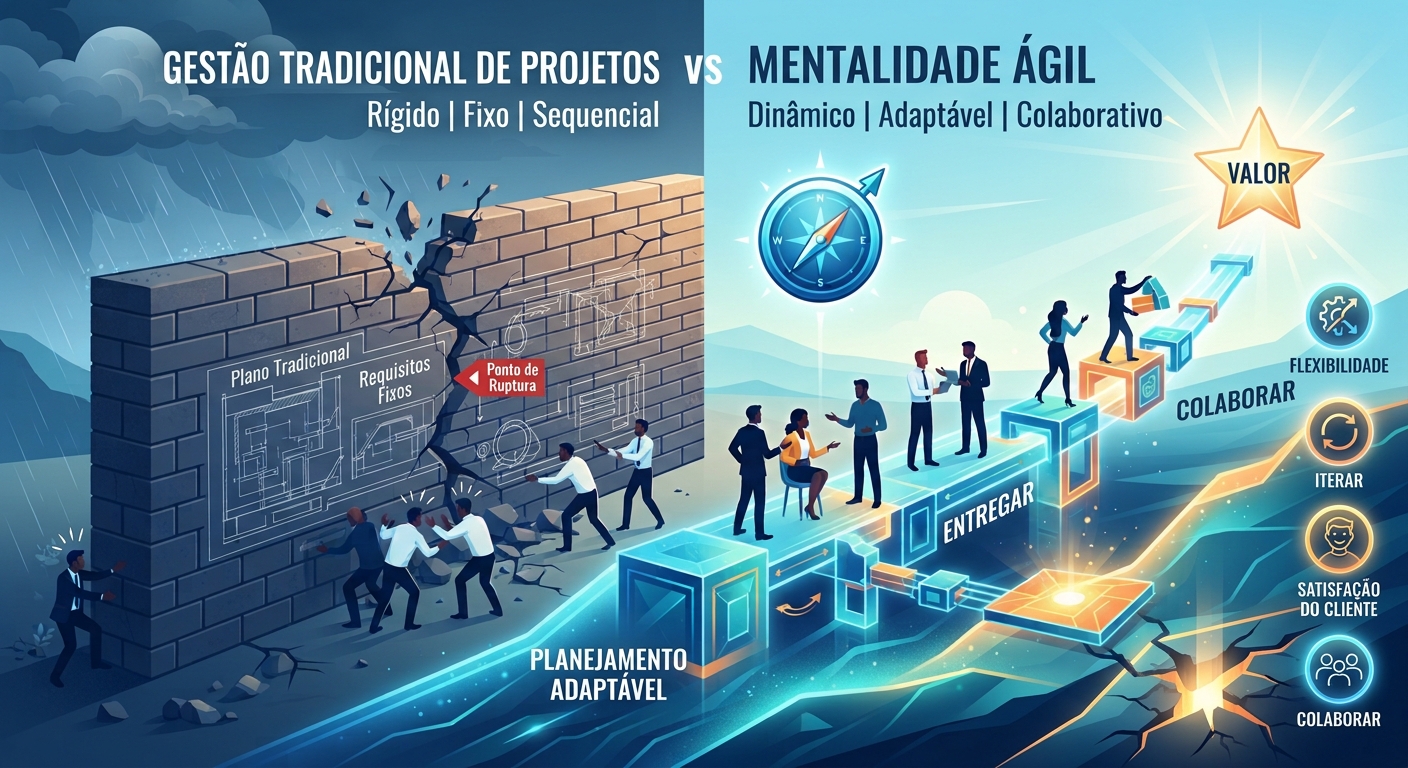 GESTÃO TRADICIONAL DE PROJETOS VS MENTALIDADE ÁGIL
Rígido | Fixo | Sequencial
Dinâmico | Adaptável | Colaborativo
Plano Tradicional
Requisitos
Fixos
Ponto de
Ruptura
N
W
E
S
VALOR
FLEXIBILIDADE
COLABORAR
ITERAR
ENTREGAR
SATISFAÇÃO
DO CLIENTE
PLANEJAMENTO
ADAPTÁVEL
COLABORAR